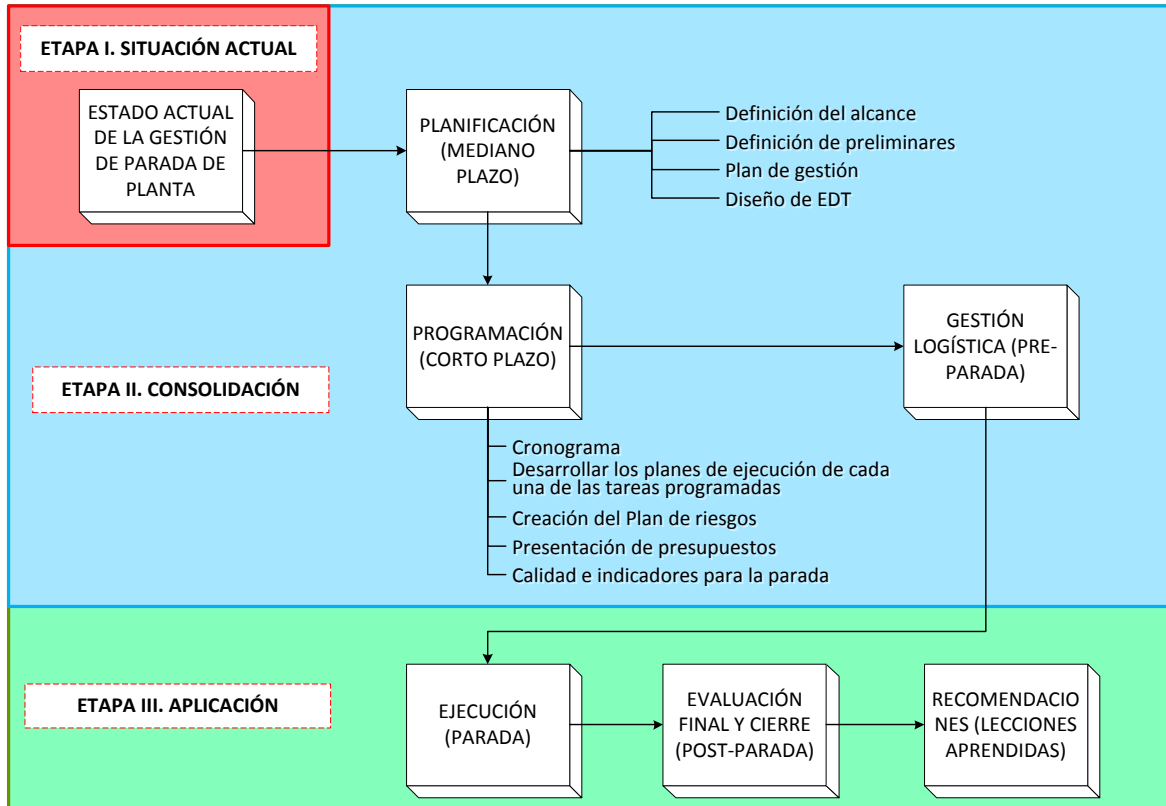 ETAPA I. SITUACIÓN ACTUAL
ESTADO ACTUAL
DE LA GESTIÓN
DE PARADA DE
PLANTA
PLANIFICACIÓN
(MEDIANO
PLAZO)
Definición del alcance
Definición de preliminares
Plan de gestión
Diseño de EDT
ETAPA II. CONSOLIDACIÓN
PROGRAMACIÓN
(CORTO PLAZO)
GESTIÓN
LOGÍSTICA (PRE-
PARADA)
Cronograma
Desarrollar los planes de ejecución de cada
una de las tareas programadas
Creación del Plan de riesgos
Presentación de presupuestos
Calidad e indicadores para la parada
ETAPA III. APLICACIÓN
EJECUCIÓN
(PARADA)
EVALUACIÓN
FINAL Y CIERRE
(POST-PARADA)
RECOMENDACIO
NES (LECCIONES
APRENDIDAS)